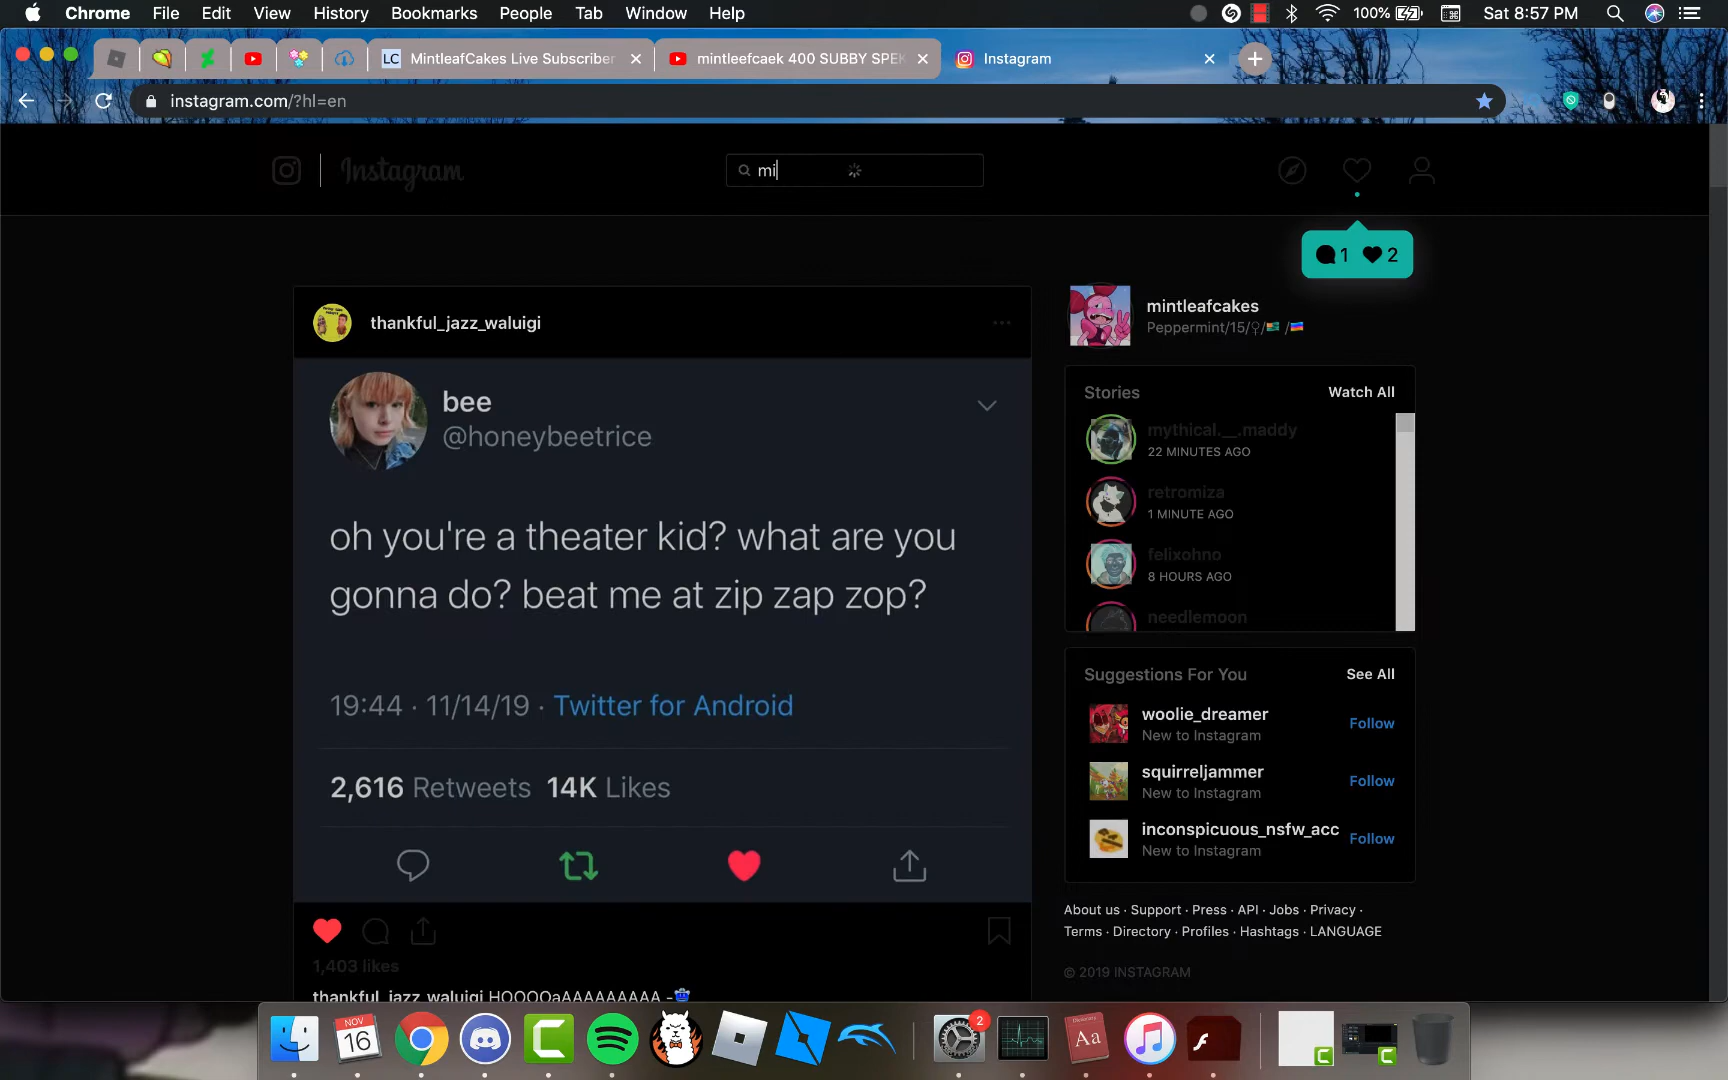 Chrome File Edit View History Bookmarks People Tab Window Help 100% Sat 8:57 PM
LC MintleafCakes Live Subscriber mintleefcaek 400 SUBBY SPEK Instagram
instagram.com/?hl=en
Instagram mi
1 2
thankful_jazz_waluigi
bee
@honeybeetrice
oh you're a theater kid? what are you
gonna do? beat me at zip zap zop?
19:44 · 11/14/19 · Twitter for Android
2,616 Retweets 14K Likes
1,403 likes
thankful_jazz_waluigi HOOOOaAAAAAAAAA -
mintleafcakes
Peppermint/15/♀/ /
Stories Watch All
mythical.__.maddy
22 MINUTES AGO
retromiza
1 MINUTE AGO
felixohno
8 HOURS AGO
needlemoon
Suggestions For You See All
woolie_dreamer
New to Instagram
Follow
squirreljammer
New to Instagram
Follow
inconspicuous_nsfw_acc
New to Instagram
Follow
About us · Support · Press · API · Jobs · Privacy ·
Terms · Directory · Profiles · Hashtags · LANGUAGE
© 2019 INSTAGRAM
NOV
16
2
Aa